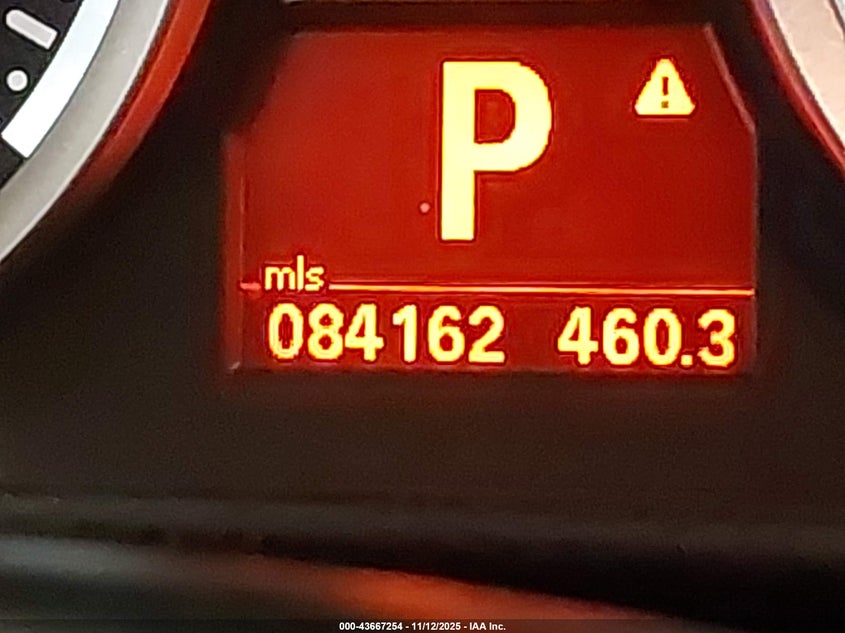 P
mls
084162 460.3
000-43667254 - 11/12/2025 - IAA Inc.